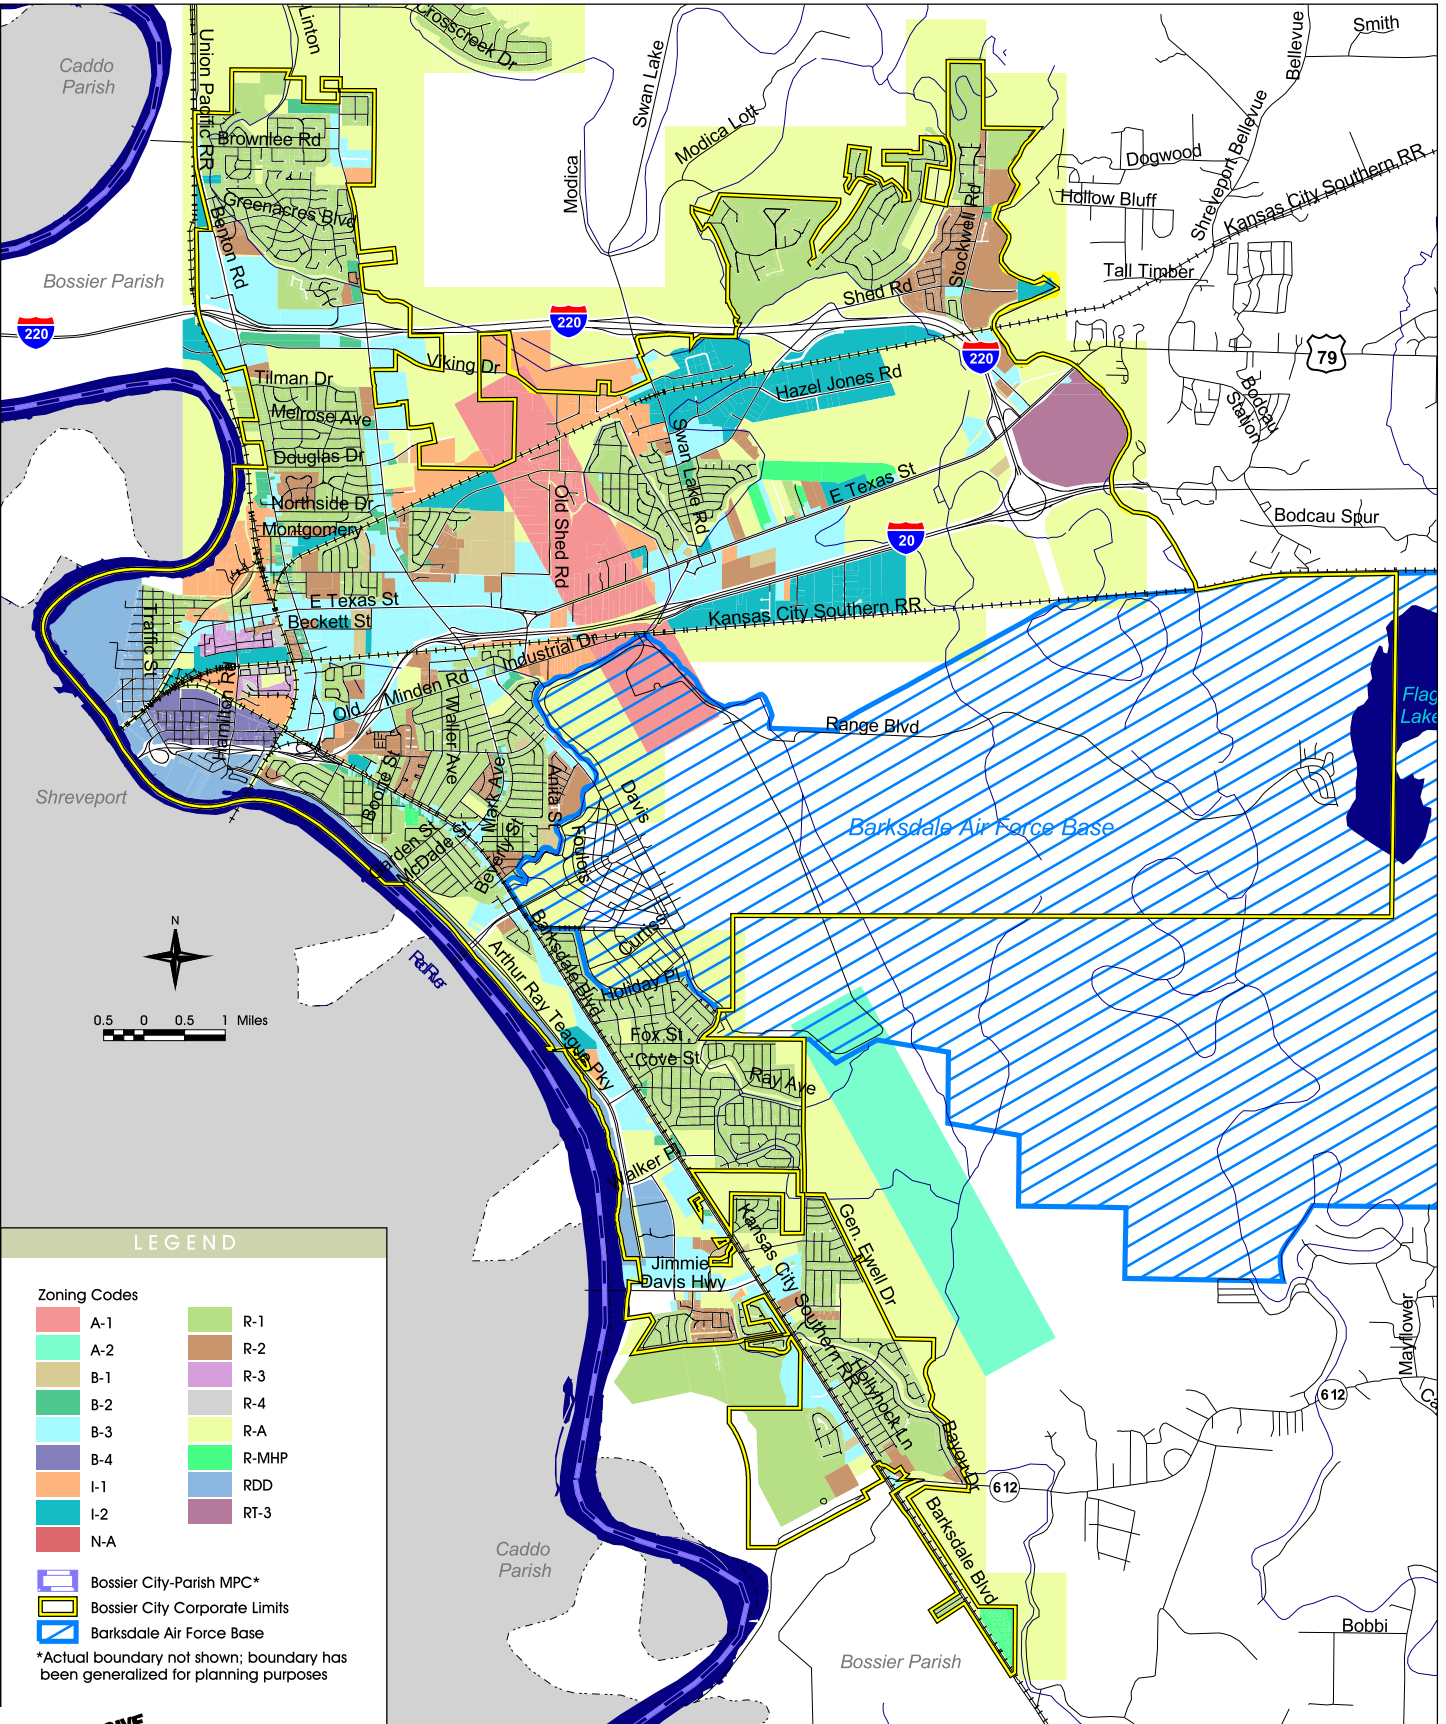 Union Pacific RR
Linton
Crosscreek Dr
Swan Lake
Bellevue
Smith
Caddo
Parish
Brownlee Rd
Modica
Modica Lott
Dogwood
Shreveport Bellevue
Kansas City Southern RR
Greenacres Blvd
Hollow Bluff
Benton Rd
Stockwell Rd
Tall Timber
Bossier Parish
Shed Rd
220
220
220
79
Viking Dr
Tilman Dr
Hazel Jones Rd
Melrose Ave
Bodcau
Station
Swan Lake Rd
Douglas Dr
E Texas St
Northside Dr
Old Shed Rd
Montgomery
20
Bodcau Spur
E Texas St
Beckett St
Traffic St
Kansas City Southern RR
Industrial Dr
Hamilton Rd
Old
Minden Rd
Waller Ave
Range Blvd
Flag
Lake
Shreveport
Boone St
Mark Ave
Anita St
Davis
Barksdale Air Force Base
Garden St
McDade St
Beverly St
Foulois
N
Curtis
Barksdale Blvd
Red River
Arthur Ray Teague Pky
Holiday Pl
0.5 0 0.5 1 Miles
Fox St
Cove St
Ray Ave
Walker Pl
Gen. Ewell Dr
Kansas City Southern RR
Jimmie
Davis Hwy
Mayflower
Hollyhock Ln
Bayou Dr
612
612
Barksdale Blvd
Caddo
Parish
Bobbi
Bossier Parish
LEGEND
Zoning Codes
A-1
A-2
B-1
B-2
B-3
B-4
I-1
I-2
N-A
R-1
R-2
R-3
R-4
R-A
R-MHP
RDD
RT-3
Bossier City-Parish MPC*
Bossier City Corporate Limits
Barksdale Air Force Base
*Actual boundary not shown; boundary has
been generalized for planning purposes